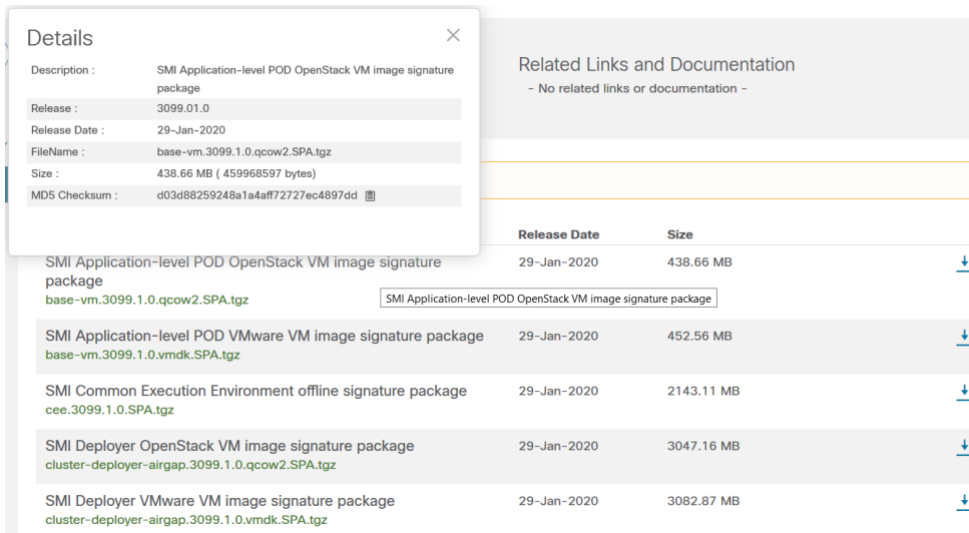 Details
Description :
SMI Application-level POD OpenStack VM image signature
package
Release :
3099.01.0
Release Date :
29-Jan-2020
FileName :
base-vm.3099.1.0.qcow2.SPA.tgz
Size :
438.66 MB ( 459968597 bytes)
MD5 Checksum :
d03d88259248a1a4aff72727ec4897dd
Related Links and Documentation
- No related links or documentation -
Release Date
Size
SMI Application-level POD OpenStack VM image signature
package
base-vm.3099.1.0.qcow2.SPA.tgz
29-Jan-2020
438.66 MB
SMI Application-level POD OpenStack VM image signature package
SMI Application-level POD VMware VM image signature package
base-vm.3099.1.0.vmdk.SPA.tgz
29-Jan-2020
452.56 MB
SMI Common Execution Environment offline signature package
cee.3099.1.0.SPA.tgz
29-Jan-2020
2143.11 MB
SMI Deployer OpenStack VM image signature package
cluster-deployer-airgap.3099.1.0.qcow2.SPA.tgz
29-Jan-2020
3047.16 MB
SMI Deployer VMware VM image signature package
cluster-deployer-airgap.3099.1.0.vmdk.SPA.tgz
29-Jan-2020
3082.87 MB